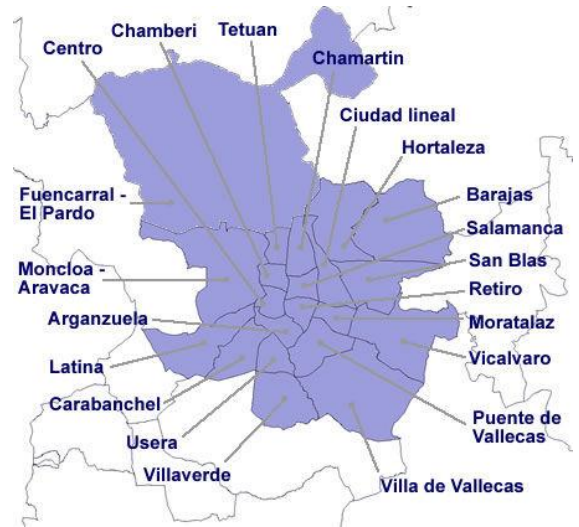 Chamberi
Tetuan
Centro
Chamartin
Ciudad lineal
Hortaleza
Fuencarral -
El Pardo
Barajas
Salamanca
Moncloa -
Aravaca
San Blas
Retiro
Arganzuela
Moratalaz
Latina
Vicalvaro
Carabanchel
Puente de
Vallecas
Usera
Villaverde
Villa de Vallecas